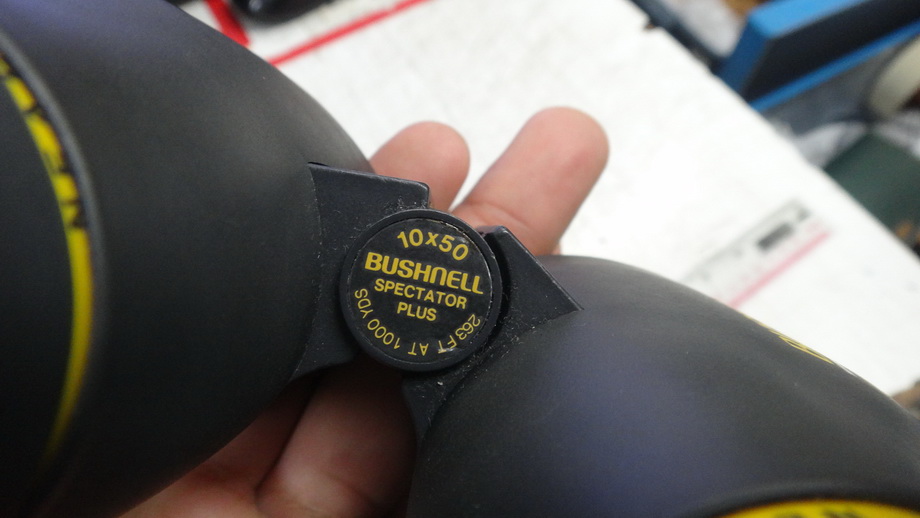 10x50
BUSHNELL
SPECTATOR
PLUS
263 FT AT 1000 YDS